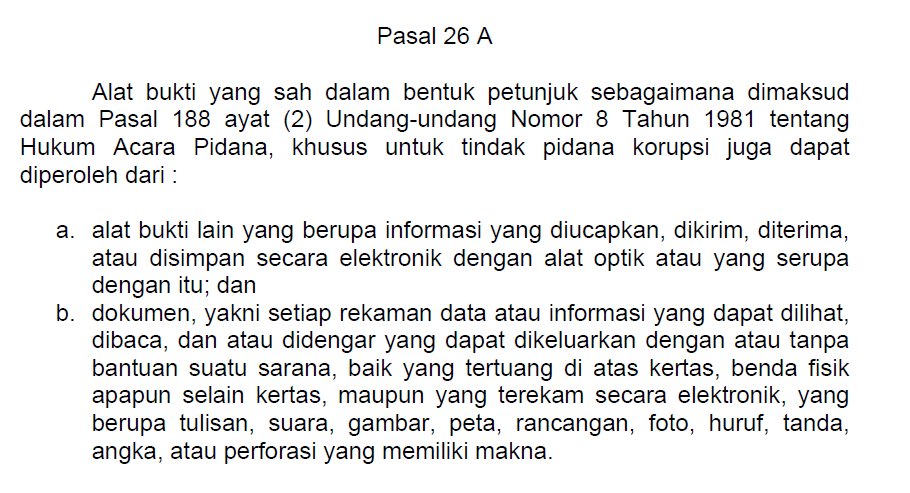 Pasal 26 A
Alat bukti yang sah dalam bentuk petunjuk sebagaimana dimaksud
dalam Pasal 188 ayat (2) Undang-undang Nomor 8 Tahun 1981 tentang
Hukum Acara Pidana, khusus untuk tindak pidana korupsi juga dapat
diperoleh dari :
a. alat bukti lain yang berupa informasi yang diucapkan, dikirim, diterima,
atau disimpan secara elektronik dengan alat optik atau yang serupa
dengan itu; dan
b. dokumen, yakni setiap rekaman data atau informasi yang dapat dilihat,
dibaca, dan atau didengar yang dapat dikeluarkan dengan atau tanpa
bantuan suatu sarana, baik yang tertuang di atas kertas, benda fisik
apapun selain kertas, maupun yang terekam secara elektronik, yang
berupa tulisan, suara, gambar, peta, rancangan, foto, huruf, tanda,
angka, atau perforasi yang memiliki makna.